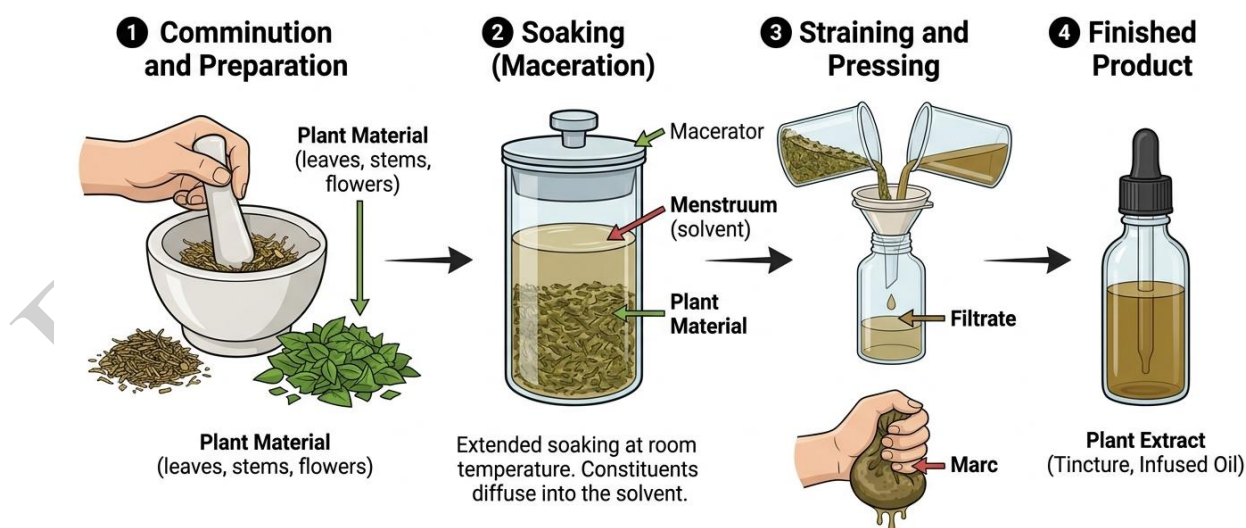 1 Comminution
and Preparation
Plant Material
(leaves, stems,
flowers)
Plant Material
(leaves, stems, flowers)
2 Soaking
(Maceration)
Macerator
Menstruum
(solvent)
Plant
Material
Extended soaking at room
temperature. Constituents
diffuse into the solvent.
3 Straining and
Pressing
Filtrate
Marc
4 Finished
Product
Plant Extract
(Tincture, Infused Oil)